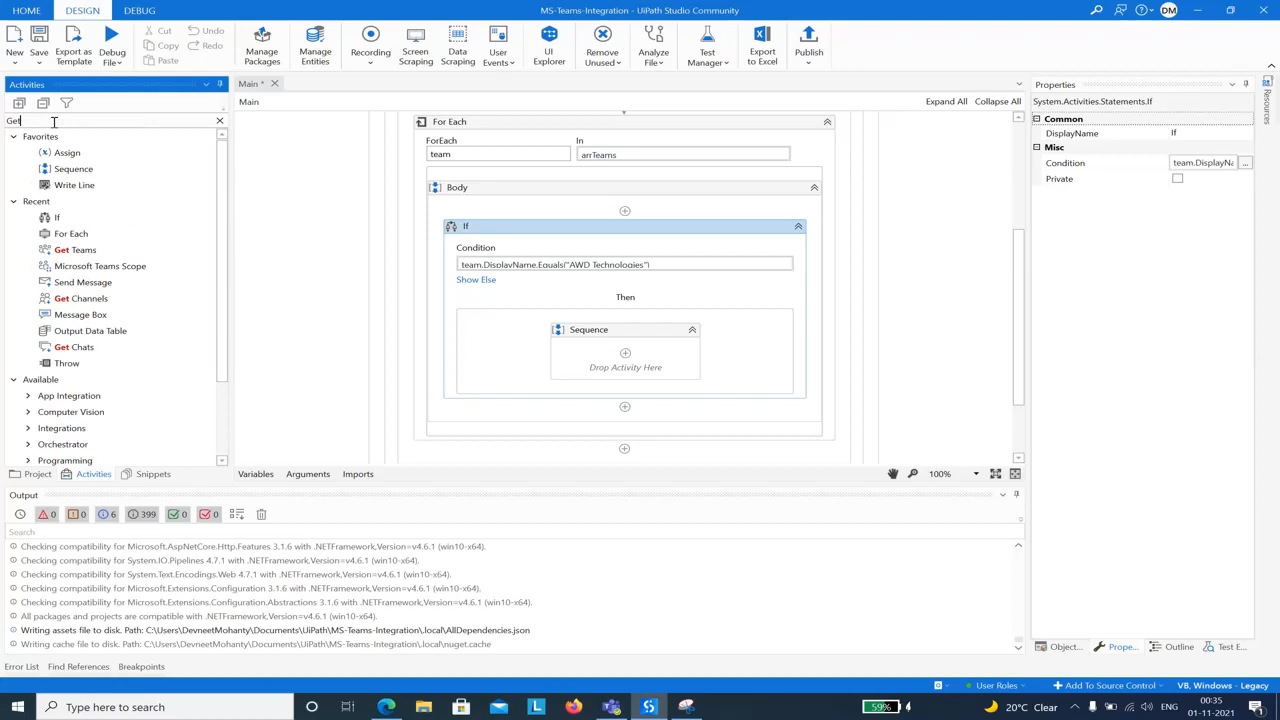 HOME DESIGN DEBUG MS-Teams-Integration - UiPath Studio Community DM
New Save Export as Template Debug File Cut Copy Paste Undo Redo Manage Packages Manage Entities Recording Screen Scraping Data Scraping User Events UI Explorer Remove Unused Analyze File Test Manager Export to Excel Publish
Activities
Get
Favorites
Assign
Sequence
Write Line
Recent
If
For Each
Get Teams
Microsoft Teams Scope
Send Message
Get Channels
Message Box
Output Data Table
Get Chats
Throw
Available
App Integration
Computer Vision
Integrations
Orchestrator
Programming
Project Activities Snippets
Main *
Main Expand All Collapse All
For Each
ForEach In
team arrTeams
Body
If
Condition
team.DisplayName.Equals("AWD Technologies")
Show Else
Then
Sequence
Drop Activity Here
Variables Arguments Imports 100%
Properties
System.Activities.Statements.If
Common
DisplayName If
Misc
Condition team.DisplayNa ...
Private
Resources
Object... Prope... Outline Test E...
Output
0 0 6 399 0 0
Search
Checking compatibility for Microsoft.AspNetCore.Http.Features 3.1.6 with .NETFramework,Version=v4.6.1 (win10-x64).
Checking compatibility for System.IO.Pipelines 4.7.1 with .NETFramework,Version=v4.6.1 (win10-x64).
Checking compatibility for System.Text.Encodings.Web 4.7.1 with .NETFramework,Version=v4.6.1 (win10-x64).
Checking compatibility for Microsoft.Extensions.Configuration 3.1.6 with .NETFramework,Version=v4.6.1 (win10-x64).
Checking compatibility for Microsoft.Extensions.Configuration.Abstractions 3.1.6 with .NETFramework,Version=v4.6.1 (win10-x64).
All packages and projects are compatible with .NETFramework,Version=v4.6.1 (win10-x64).
Writing assets file to disk. Path: C:\Users\DevneetMohanty\Documents\UiPath\MS-Teams-Integration\.local\AllDependencies.json
Writing cache file to disk. Path: C:\Users\DevneetMohanty\Documents\UiPath\MS-Teams-Integration\.local\nuget.cache
Error List Find References Breakpoints
User Roles Add To Source Control VB, Windows - Legacy
Type here to search 59% 20°C Clear ENG 00:35
01-11-2021